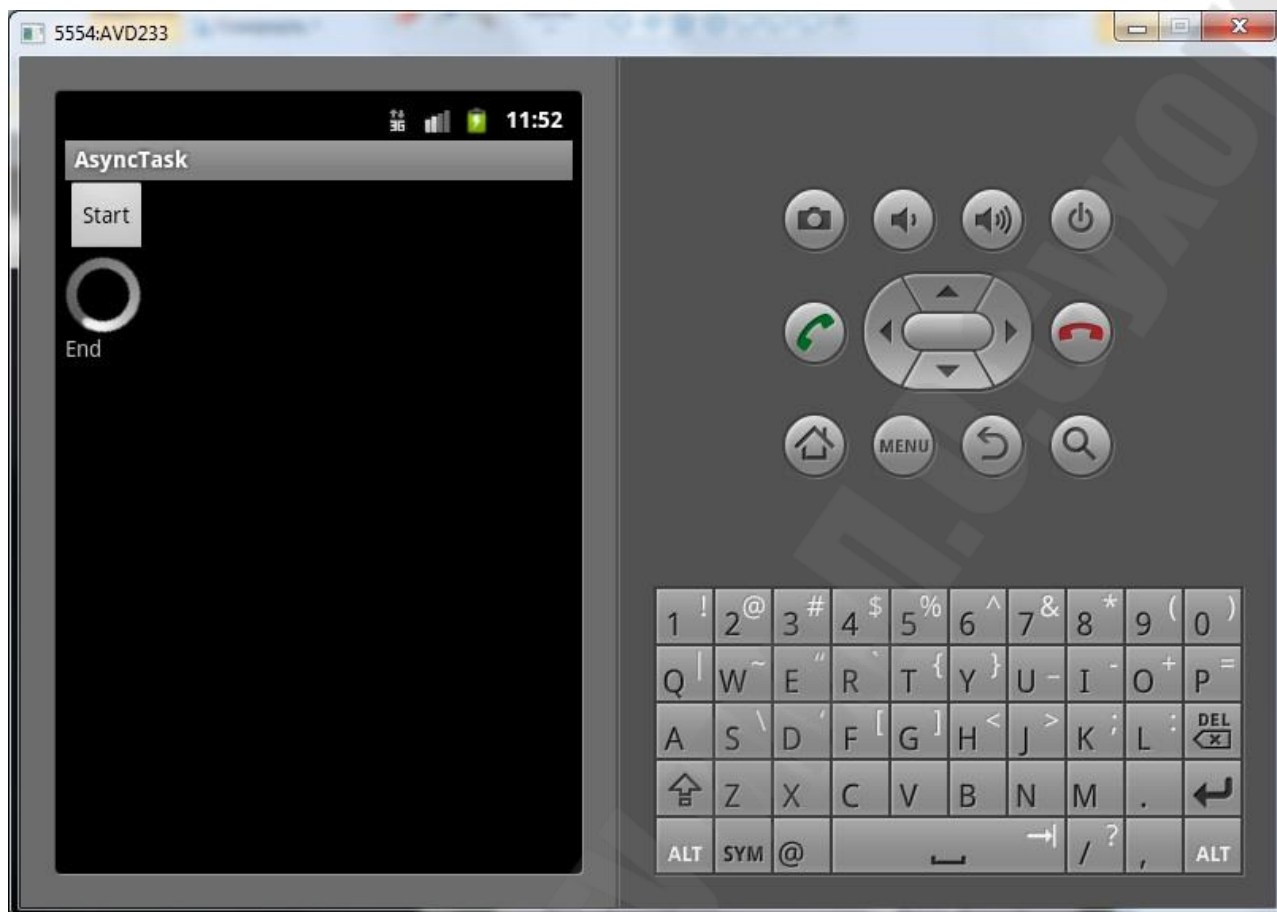 5554:AVD233
3G 11:52
AsyncTask
Start
End
MENU
1 ! 2 @ 3 # 4 $ 5 % 6 ^ 7 & 8 * 9 ( 0 )
Q | W ~ E " R ` T { Y } U _ I - O + P =
A S \ D ' F [ G ] H < J > K ; L : DEL
Z X C V B N M .
ALT SYM @ / ? , ALT